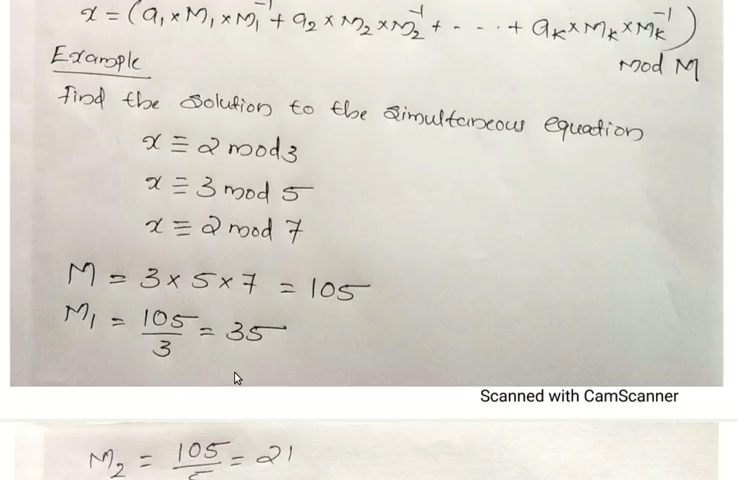 x = (a₁ × M₁ × M₁⁻¹ + a₂ × M₂ × M₂⁻¹ + - - - + aₖ × Mₖ × Mₖ⁻¹) mod M
Example
Find the solution to the simultaneous equation
x ≡ 2 mod 3
x ≡ 3 mod 5
x ≡ 2 mod 7
M = 3 × 5 × 7 = 105
M₁ = 105/3 = 35
Scanned with CamScanner
M₂ = 105/5 = 21